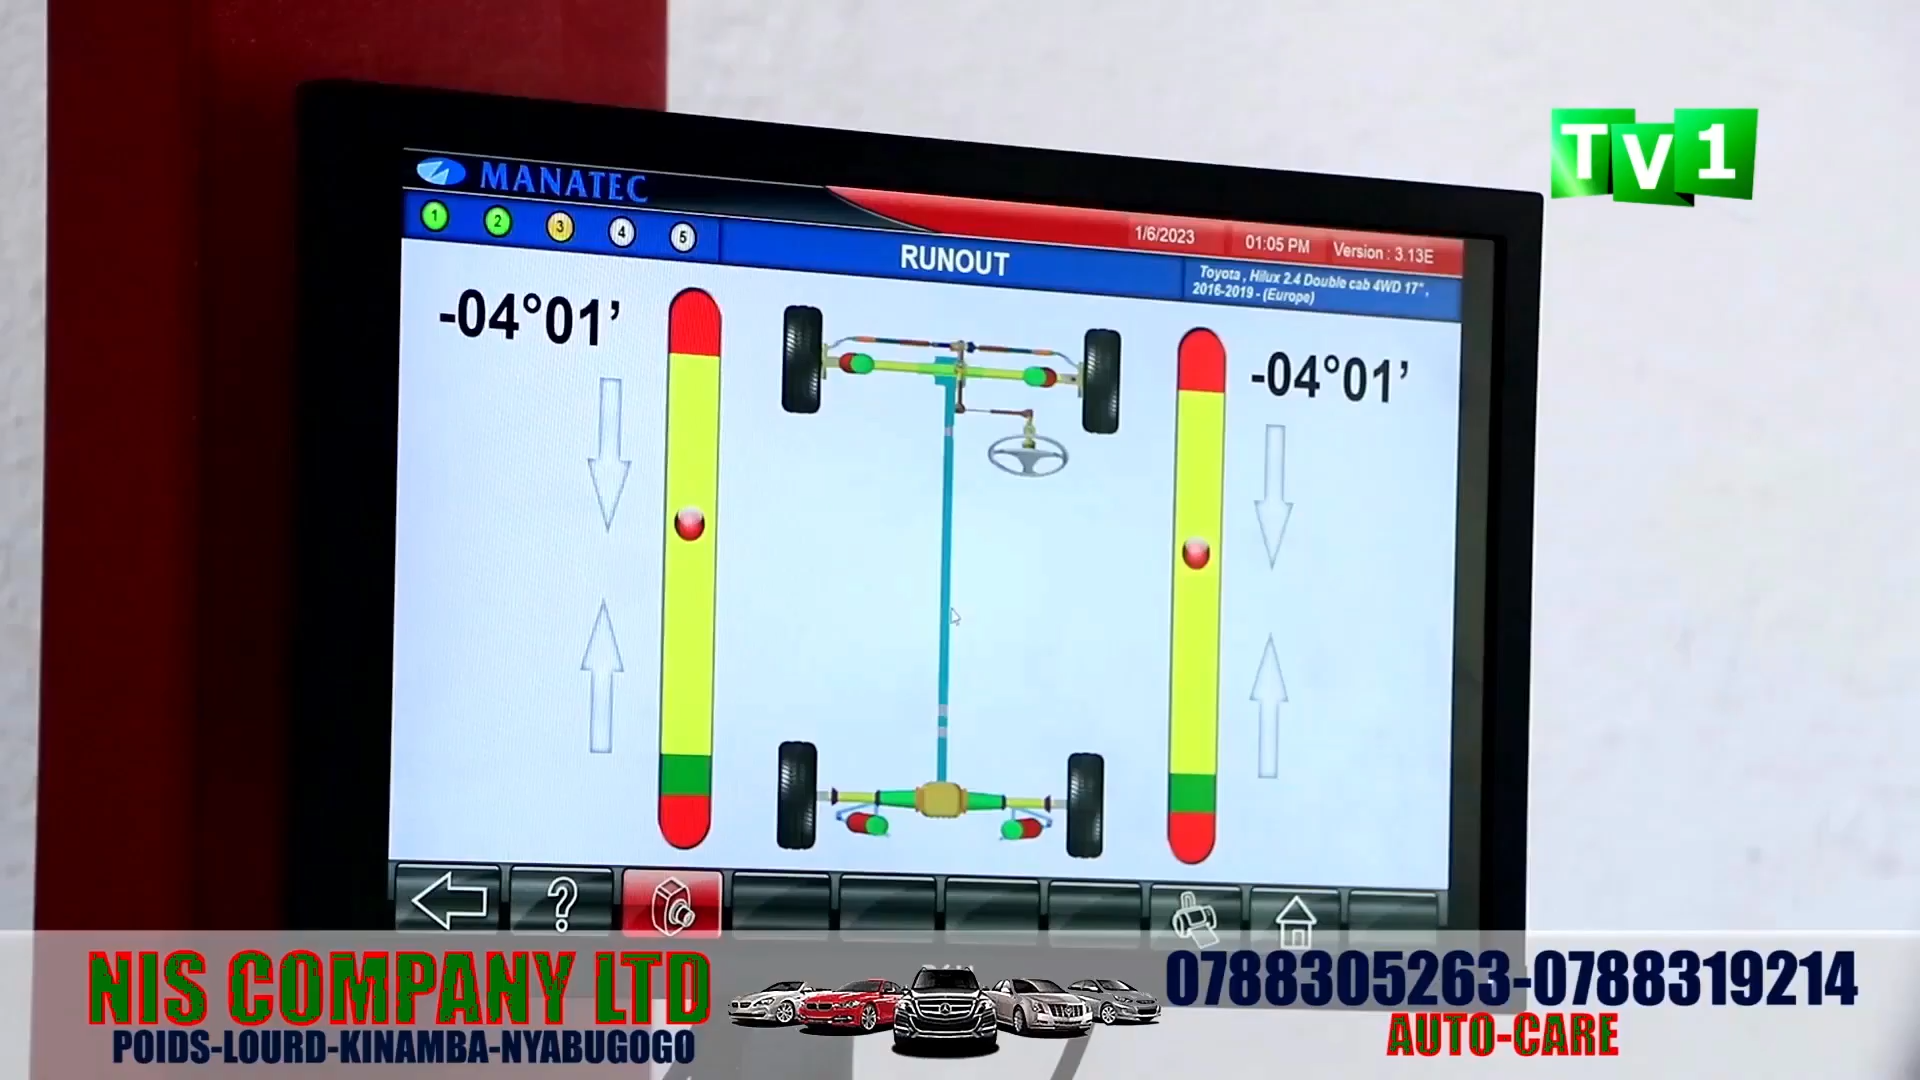 TV1
MANATEC
1 2 3 4 5
1/6/2023 01:05 PM Version : 3.13E
RUNOUT
Toyota , Hilux 2.4 Double cab 4WD 17" ,
2016-2019 - (Europe)
-04°01’
-04°01’
?
NIS COMPANY LTD
POIDS-LOURD-KINAMBA-NYABUGOGO
0788305263-0788319214
AUTO-CARE